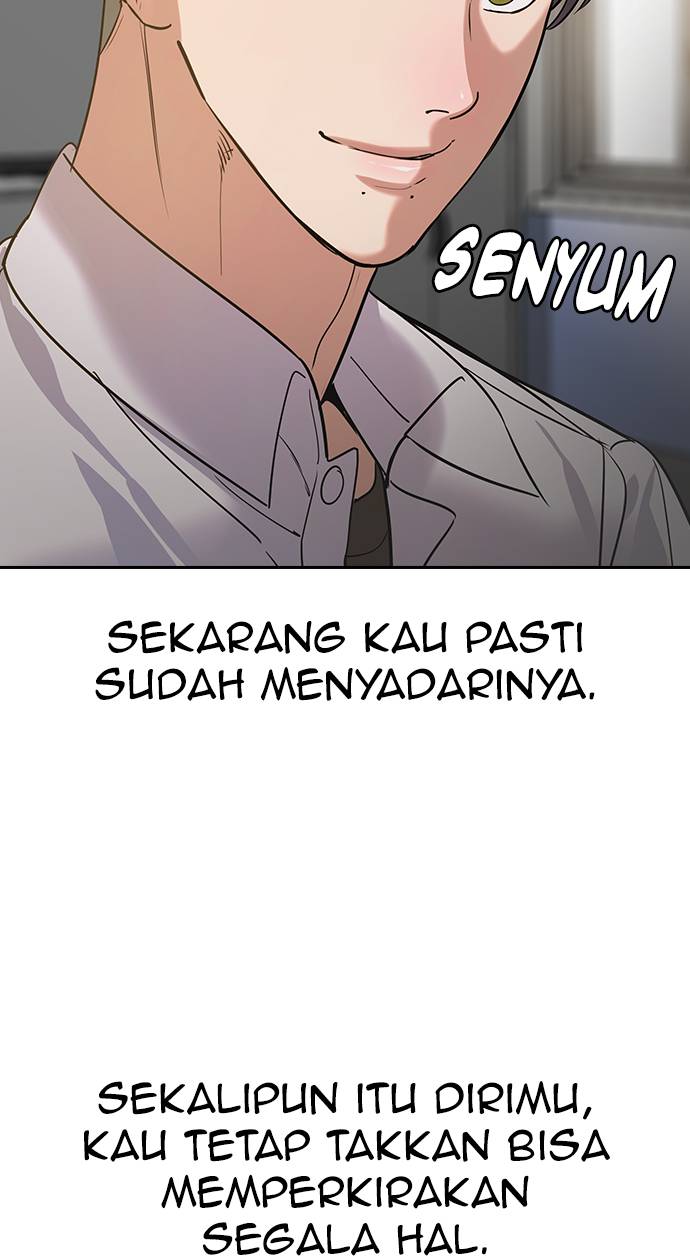 SENYUM
SEKARANG KAU PASTI
SUDAH MENYADARINYA.
SEKALIPUN ITU DIRIMU,
KAU TETAP TAKKAN BISA
MEMPERKIRAKAN
SEGALA HAL.